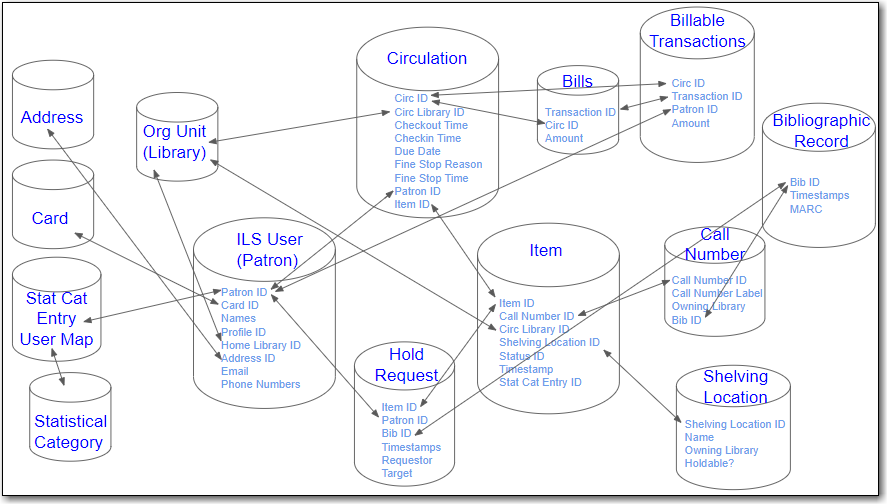 Address
Card
Stat Cat
Entry
User Map
Statistical
Category
Org Unit
(Library)
ILS User
(Patron)
Patron ID
Card ID
Names
Profile ID
Home Library ID
Address ID
Email
Phone Numbers
Circulation
Circ ID
Circ Library ID
Checkout Time
Checkin Time
Due Date
Fine Stop Reason
Fine Stop Time
Patron ID
Item ID
Hold
Request
Item ID
Patron ID
Bib ID
Timestamps
Requestor
Target
Bills
Transaction ID
Circ ID
Amount
Item
Item ID
Call Number ID
Circ Library ID
Shelving Location ID
Status ID
Timestamp
Stat Cat Entry ID
Billable
Transactions
Circ ID
Transaction ID
Patron ID
Amount
Bibliographic
Record
Bib ID
Timestamps
MARC
Call
Number
Call Number ID
Call Number Label
Owning Library
Bib ID
Shelving
Location
Shelving Location ID
Name
Owning Library
Holdable?